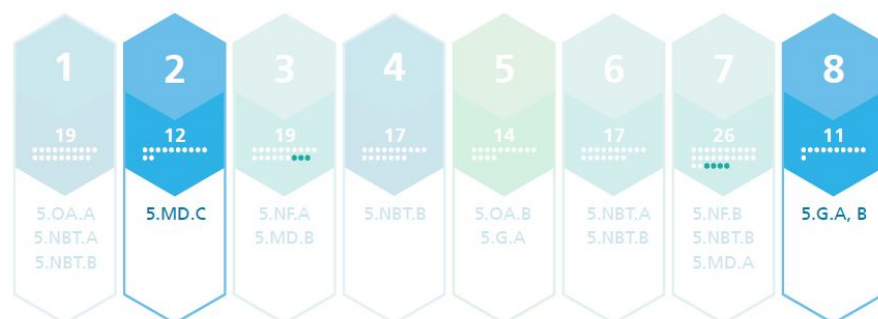 1 2 3 4 5 6 7 8
19 12 19 17 14 17 26 11
5.OA.A 5.MD.C 5.NF.A 5.NBT.B 5.OA.B 5.NBT.A 5.NF.B 5.G.A, B
5.NBT.A 5.MD.B 5.G.A 5.NBT.B 5.NBT.B
5.NBT.B 5.MD.A